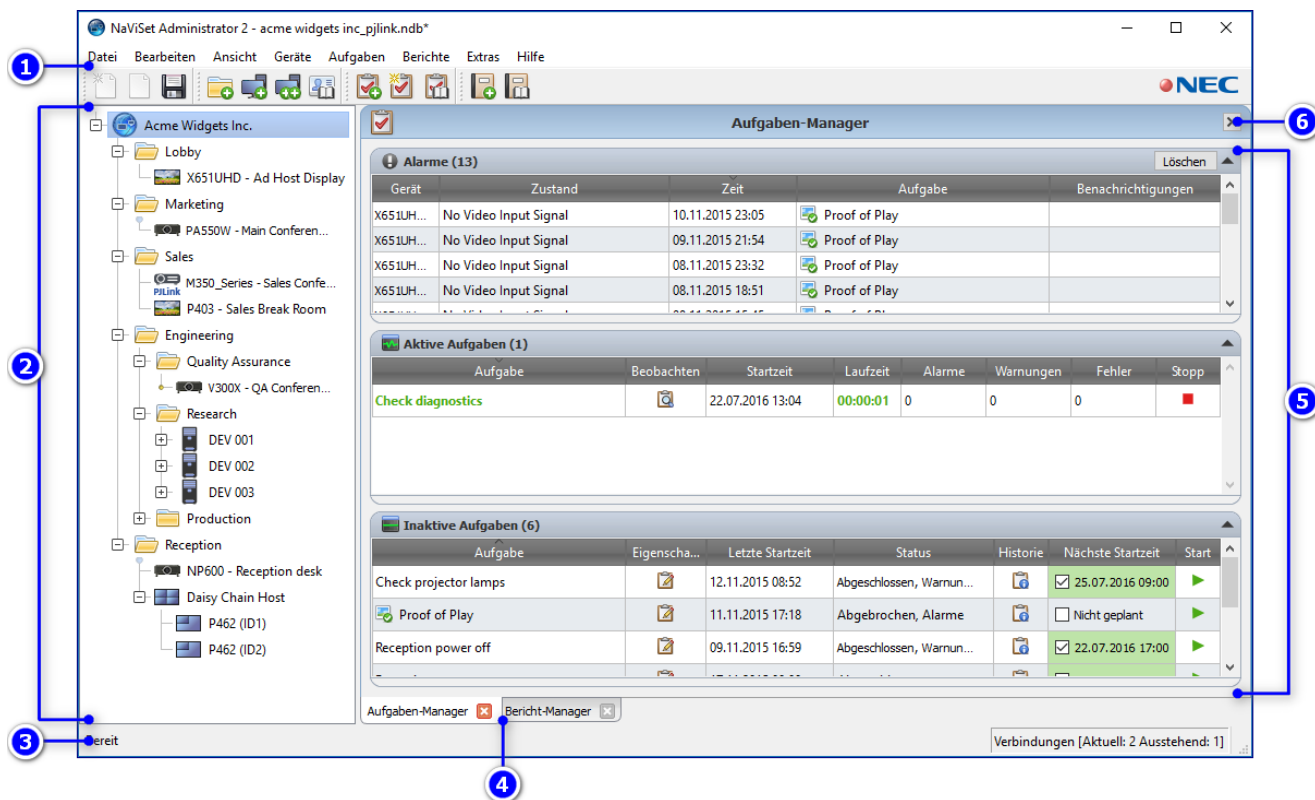 NaViSet Administrator 2 - acme widgets inc_pjlink.ndb*
Datei Bearbeiten Ansicht Geräte Aufgaben Berichte Extras Hilfe
1
NEC
2
Acme Widgets Inc.
Lobby
X651UHD - Ad Host Display
Marketing
PA550W - Main Conferen...
Sales
PJLink M350_Series - Sales Confe...
P403 - Sales Break Room
Engineering
Quality Assurance
V300X - QA Conferen...
Research
DEV 001
DEV 002
DEV 003
Production
Reception
NP600 - Reception desk
Daisy Chain Host
P462 (ID1)
P462 (ID2)
Aufgaben-Manager
6
Alarme (13) Löschen
5
Gerät Zustand Zeit Aufgabe Benachrichtigungen
X651UH... No Video Input Signal 10.11.2015 23:05 Proof of Play
X651UH... No Video Input Signal 09.11.2015 21:54 Proof of Play
X651UH... No Video Input Signal 08.11.2015 23:32 Proof of Play
X651UH... No Video Input Signal 08.11.2015 18:51 Proof of Play
Aktive Aufgaben (1)
Aufgabe Beobachten Startzeit Laufzeit Alarme Warnungen Fehler Stopp
Check diagnostics 22.07.2016 13:04 00:00:01 0 0 0
Inaktive Aufgaben (6)
Aufgabe Eigenscha... Letzte Startzeit Status Historie Nächste Startzeit Start
Check projector lamps 12.11.2015 08:52 Abgeschlossen, Warnun... 25.07.2016 09:00
Proof of Play 11.11.2015 17:18 Abgebrochen, Alarme Nicht geplant
Reception power off 09.11.2015 16:59 Abgeschlossen, Warnun... 22.07.2016 17:00
Aufgaben-Manager Bericht-Manager
3
Bereit
Verbindungen [Aktuell: 2 Ausstehend: 1]
4